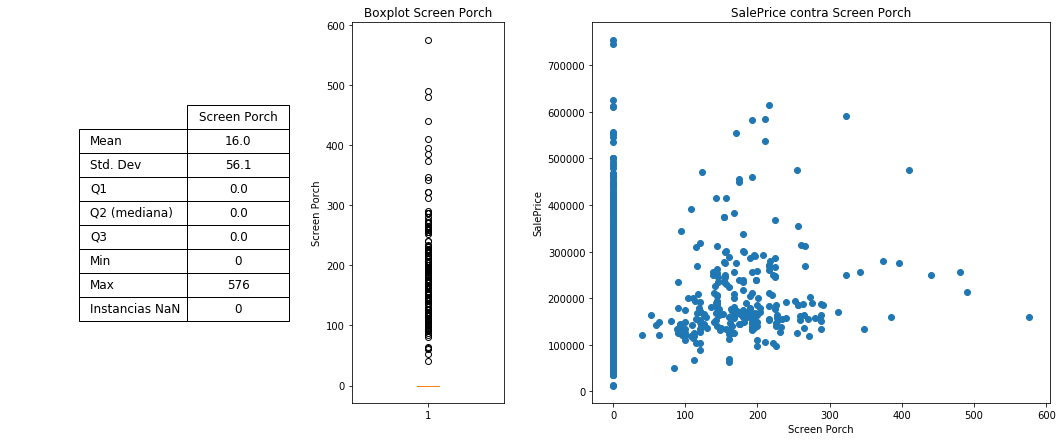 Screen Porch
Mean 16.0
Std. Dev 56.1
Q1 0.0
Q2 (mediana) 0.0
Q3 0.0
Min 0
Max 576
Instancias NaN 0
Boxplot Screen Porch
Screen Porch
600
500
400
300
200
100
0
1
SalePrice contra Screen Porch
SalePrice
700000
600000
500000
400000
300000
200000
100000
0
0 100 200 300 400 500 600
Screen Porch